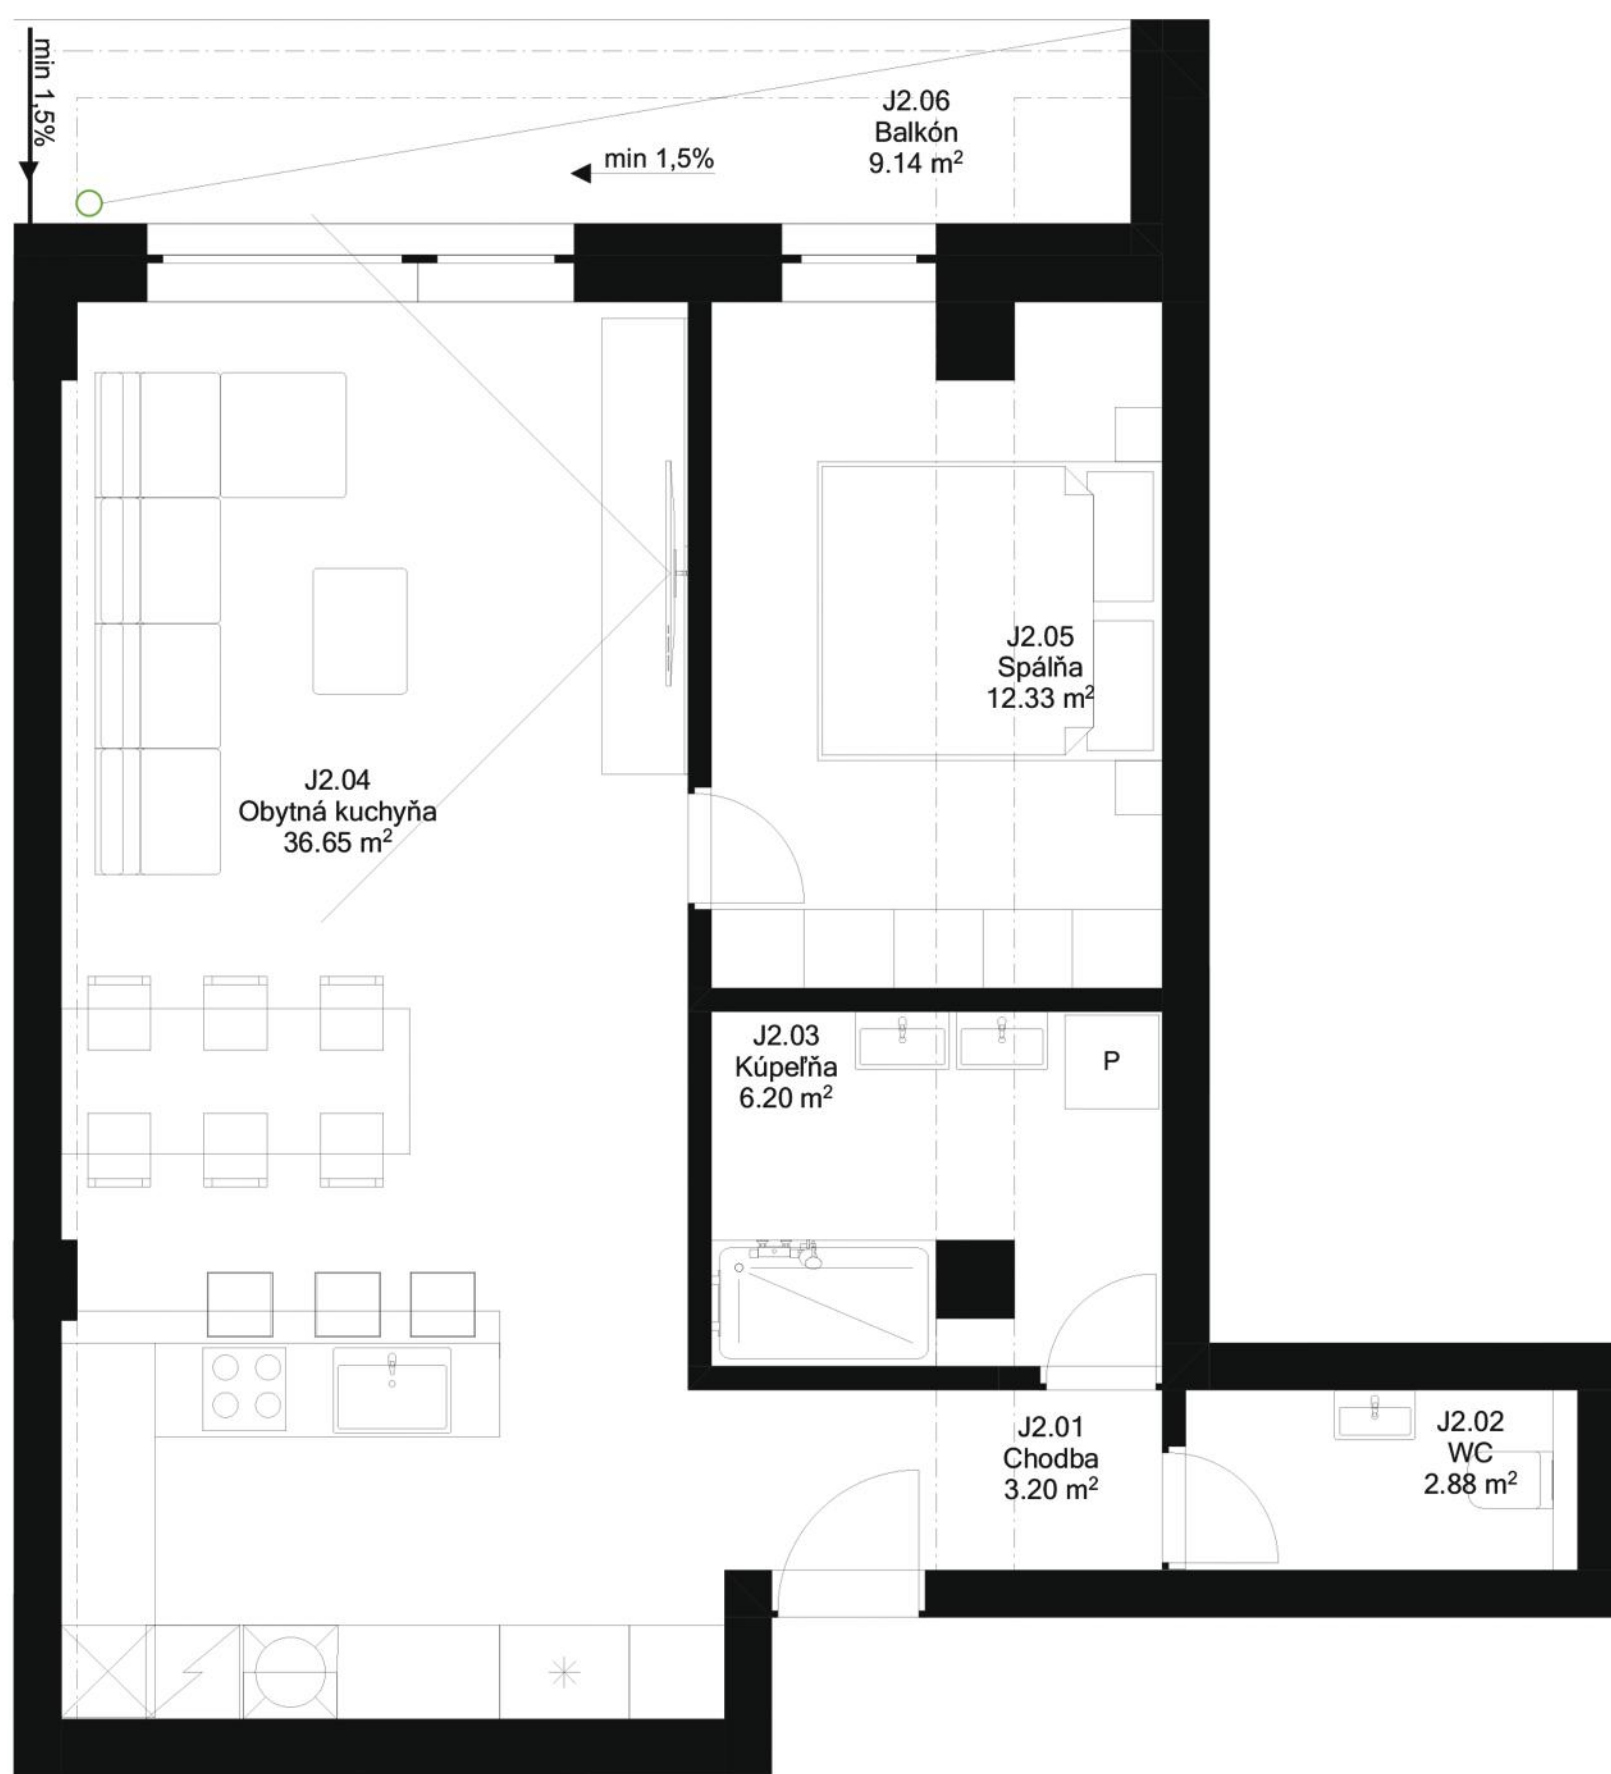 min 1,5%
J2.06
Balkón
9.14 m²
min 1,5%
J2.05
Spálňa
12.33 m²
J2.04
Obytná kuchyňa
36.65 m²
J2.03
Kúpeľňa
6.20 m²
P
J2.01
Chodba
3.20 m²
J2.02
WC
2.88 m²